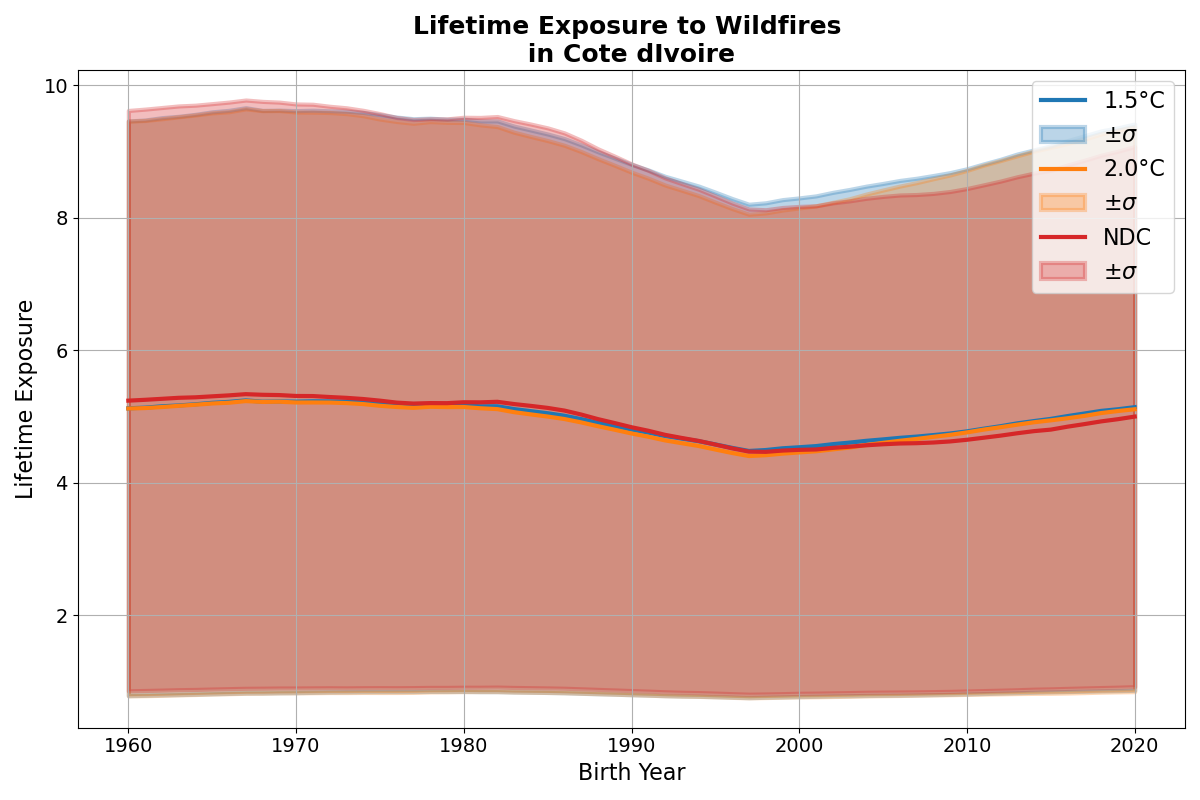 Lifetime Exposure to Wildfires
in Cote dIvoire
10
8
6
4
2
Lifetime Exposure
1960 1970 1980 1990 2000 2010 2020
Birth Year
1.5°C
±σ
2.0°C
±σ
NDC
±σ